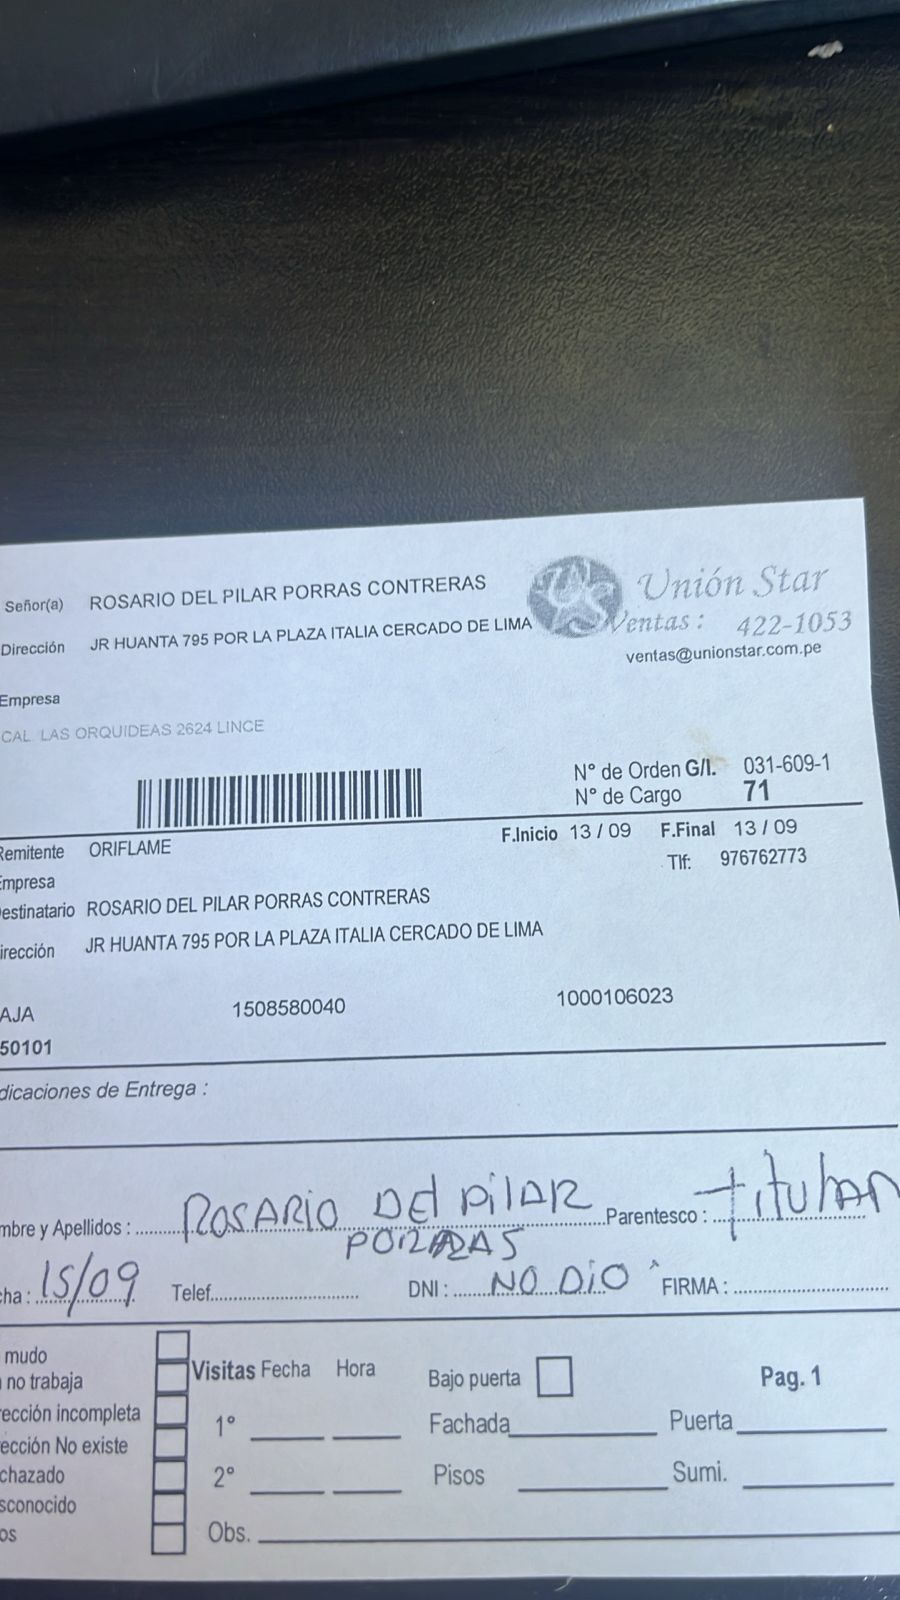 Señor(a) ROSARIO DEL PILAR PORRAS CONTRERAS
Unión Star
Dirección JR HUANTA 795 POR LA PLAZA ITALIA CERCADO DE LIMA
Ventas: 422-1053
ventas@unionstar.com.pe
Empresa
CAL. LAS ORQUIDEAS 2624 LINCE
N° de Orden G/I. 031-609-1
N° de Cargo 71
Remitente ORIFLAME
F.Inicio 13 / 09 F.Final 13 / 09
Empresa
Tlf: 976762773
Destinatario ROSARIO DEL PILAR PORRAS CONTRERAS
irección JR HUANTA 795 POR LA PLAZA ITALIA CERCADO DE LIMA
AJA 1508580040 1000106023
50101
dicaciones de Entrega :
mbre y Apellidos : ROSARIO DEl PilAR Parentesco : titular
PORRAS
cha : 15/09 Telef. DNI : NO DiO FIRMA :
mudo
no trabaja
Visitas Fecha Hora Bajo puerta Pag. 1
rección incompleta
1° Fachada Puerta
ección No existe
chazado
2° Pisos Sumi.
sconocido
os
Obs.